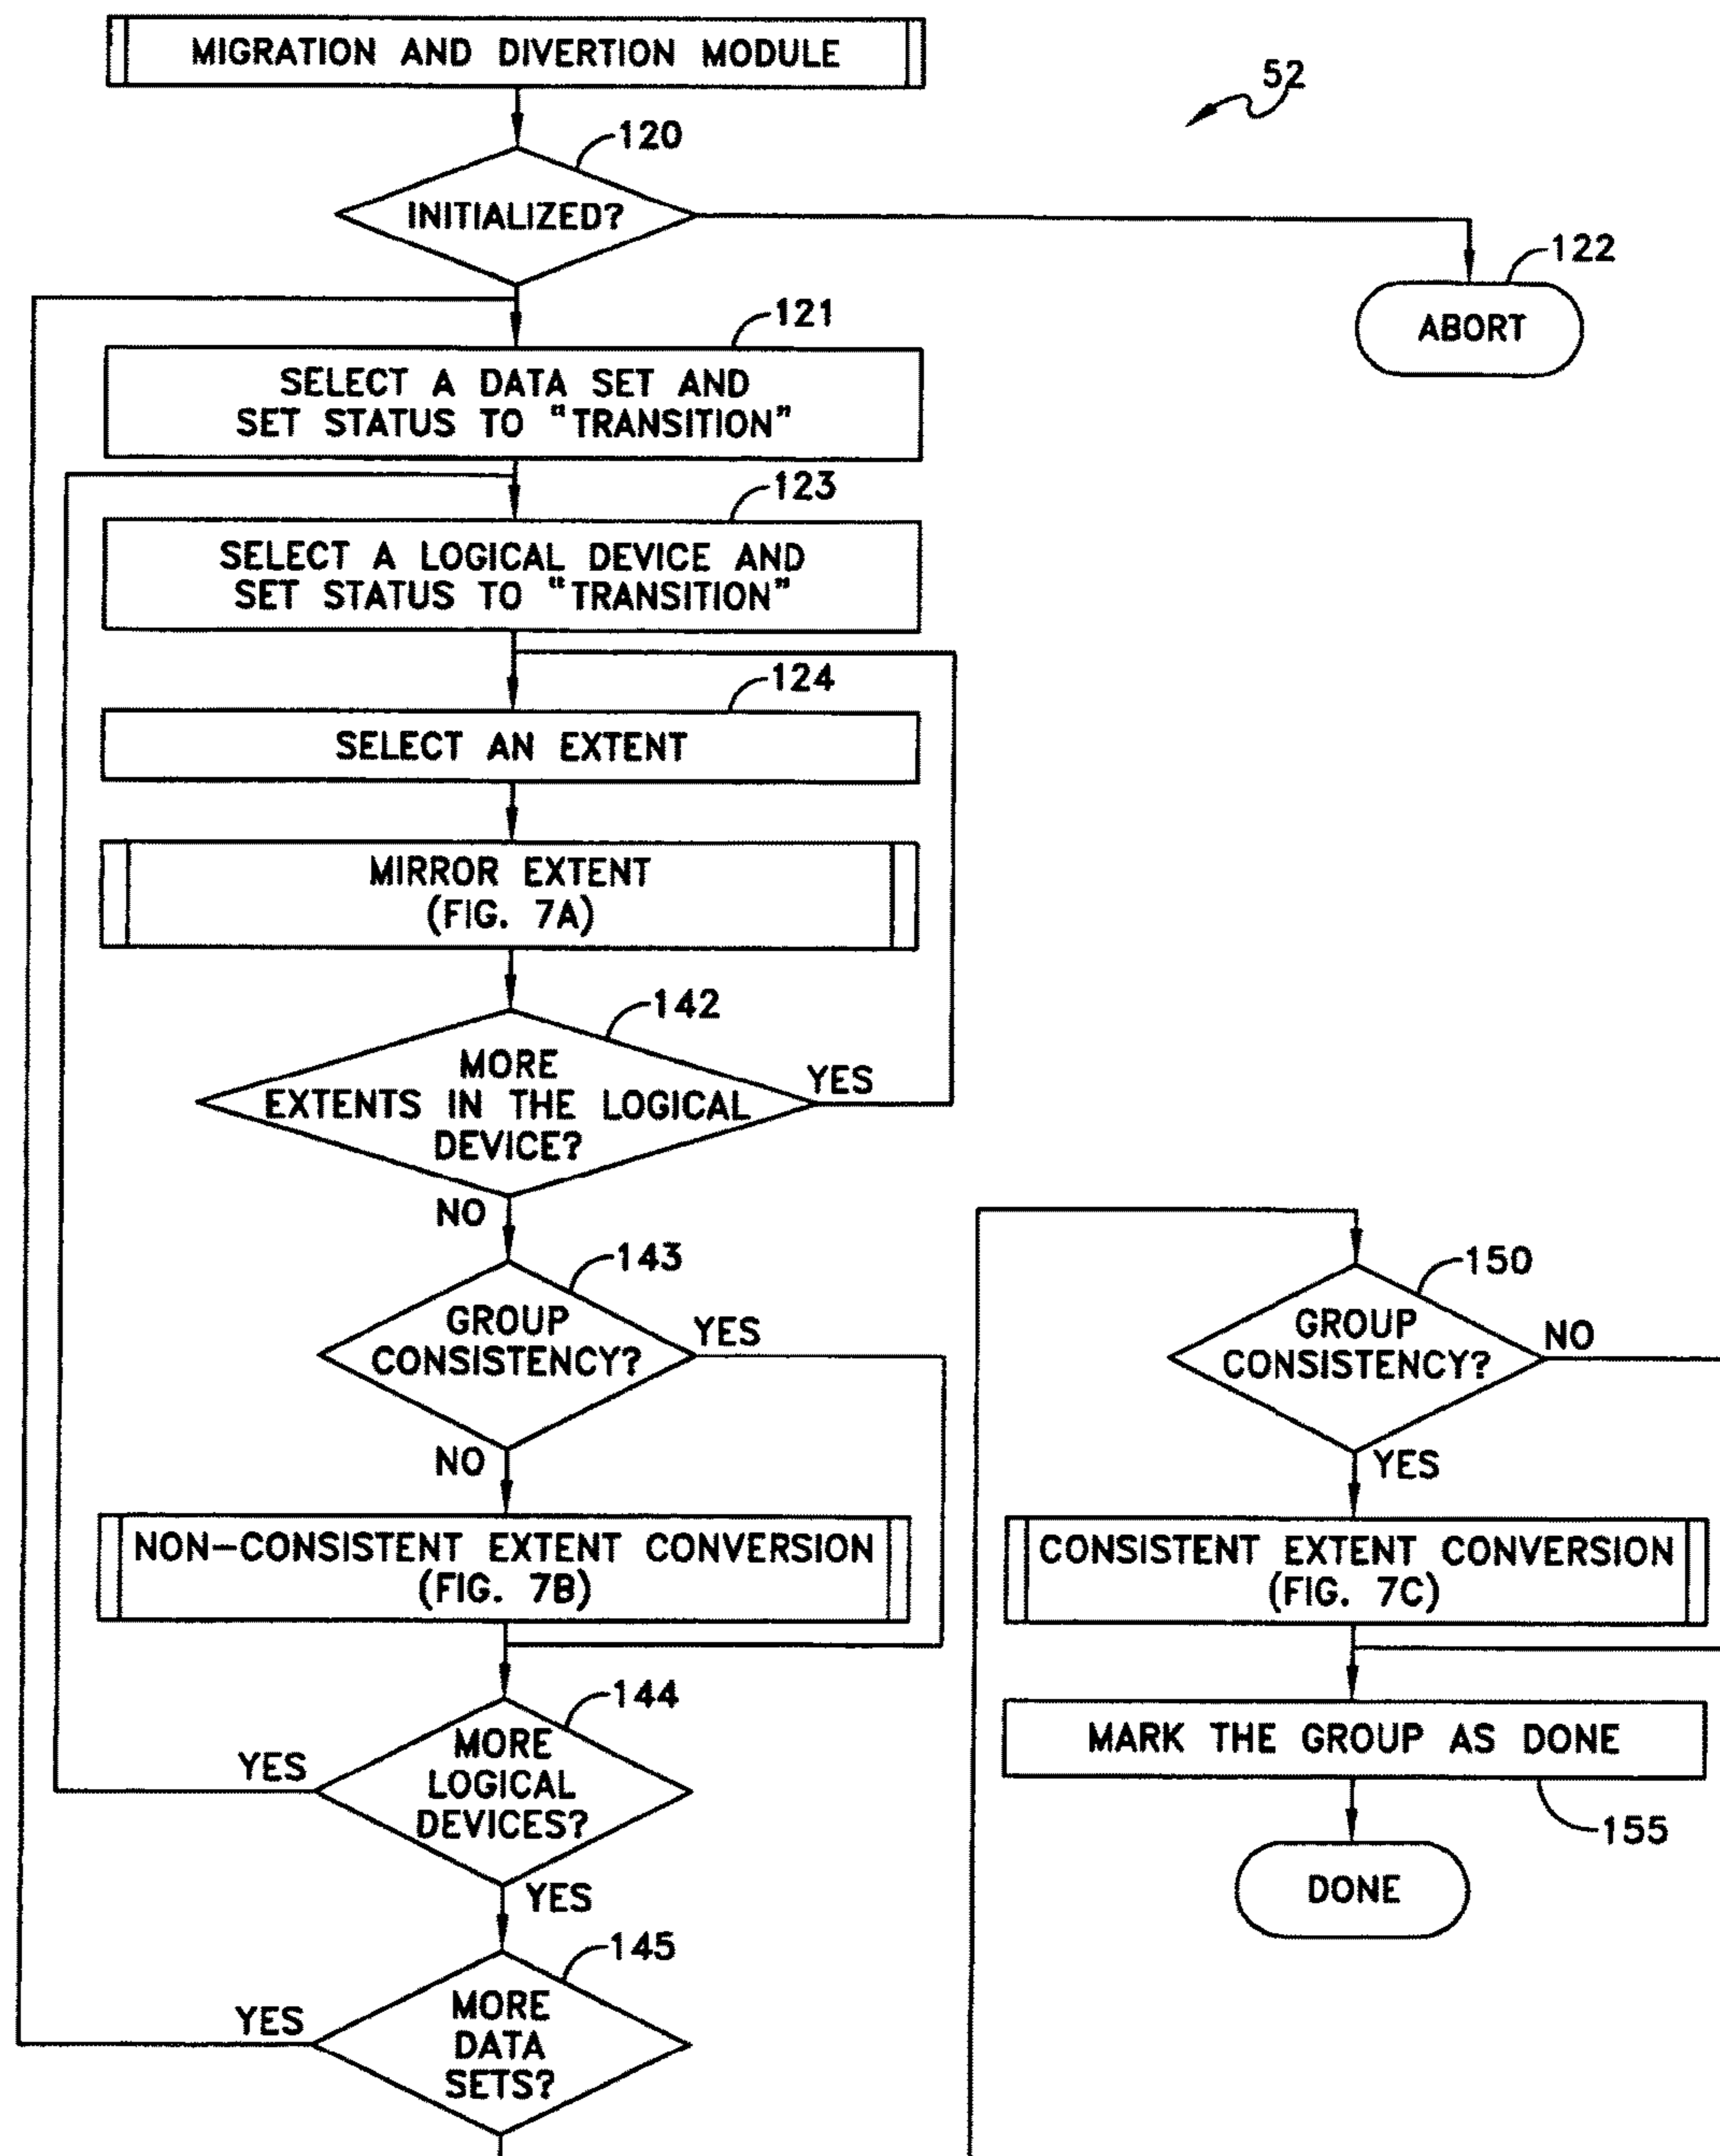 MIGRATION AND DIVERTION MODULE
52
120
INITIALIZED?
122
ABORT
121
SELECT A DATA SET AND
SET STATUS TO "TRANSITION"
123
SELECT A LOGICAL DEVICE AND
SET STATUS TO "TRANSITION"
124
SELECT AN EXTENT
MIRROR EXTENT
(FIG. 7A)
142
MORE
EXTENTS IN THE LOGICAL
DEVICE?
YES
NO
143
GROUP
CONSISTENCY?
YES
NO
NON-CONSISTENT EXTENT CONVERSION
(FIG. 7B)
144
MORE
LOGICAL
DEVICES?
YES
YES
145
MORE
DATA
SETS?
YES
150
GROUP
CONSISTENCY?
NO
YES
CONSISTENT EXTENT CONVERSION
(FIG. 7C)
MARK THE GROUP AS DONE
155
DONE